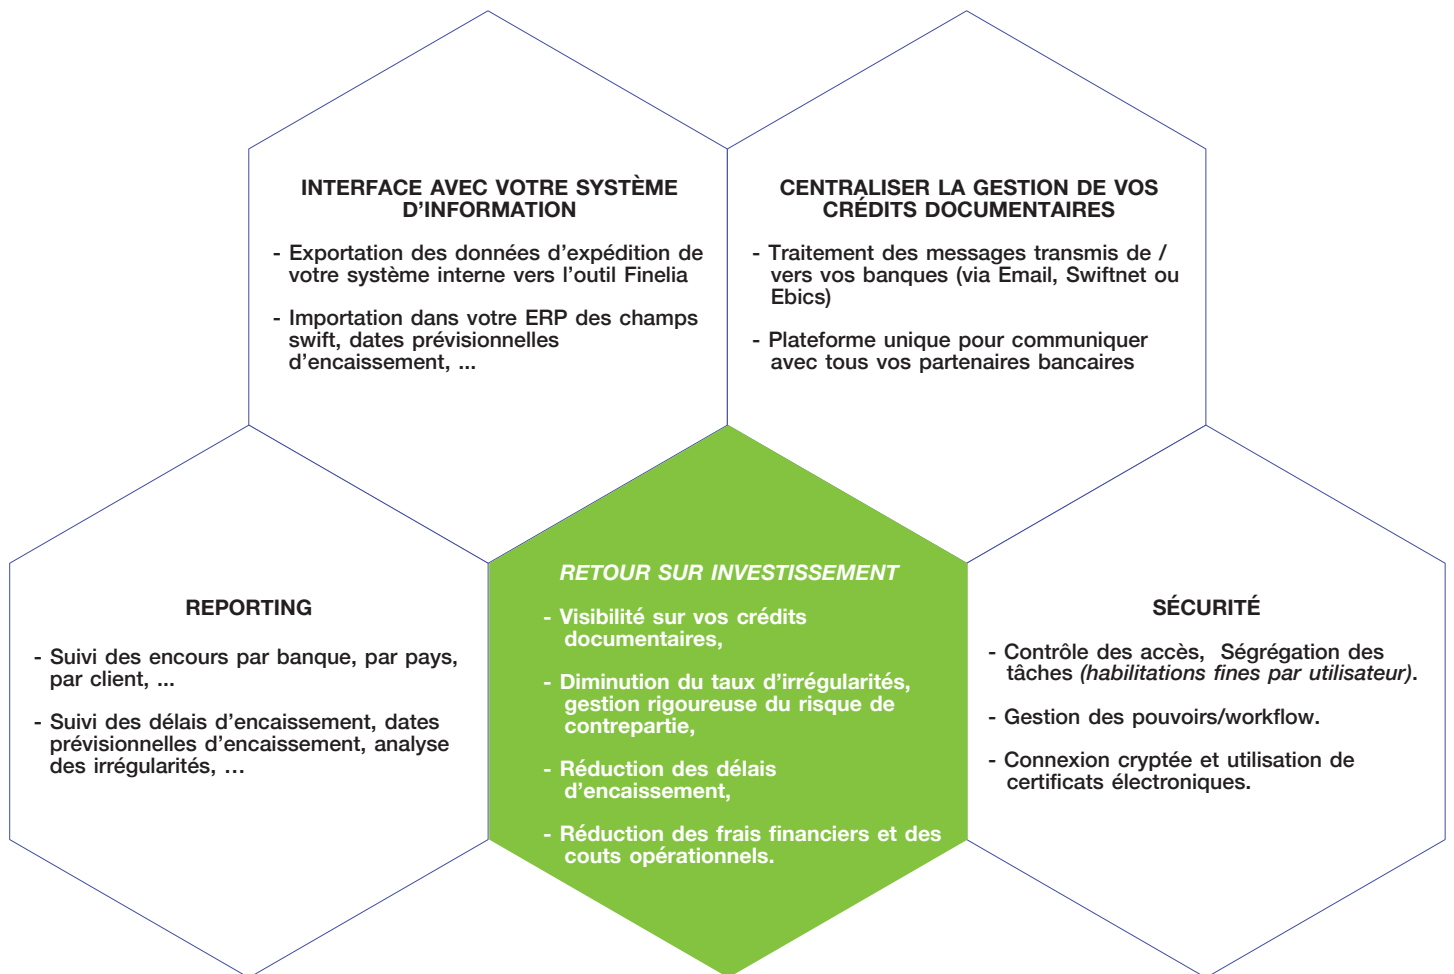 INTERFACE AVEC VOTRE SYSTÈME
D'INFORMATION
- Exportation des données d'expédition de
votre système interne vers l'outil Finelia
- Importation dans votre ERP des champs
swift, dates prévisionnelles
d'encaissement, ...
CENTRALISER LA GESTION DE VOS
CRÉDITS DOCUMENTAIRES
- Traitement des messages transmis de /
vers vos banques (via Email, Swiftnet ou
Ebics)
- Plateforme unique pour communiquer
avec tous vos partenaires bancaires
REPORTING
- Suivi des encours par banque, par pays,
par client, ...
- Suivi des délais d'encaissement, dates
prévisionnelles d'encaissement, analyse
des irrégularités, ...
RETOUR SUR INVESTISSEMENT
- Visibilité sur vos crédits
documentaires,
- Diminution du taux d'irrégularités,
gestion rigoureuse du risque de
contrepartie,
- Réduction des délais
d'encaissement,
- Réduction des frais financiers et des
couts opérationnels.
SÉCURITÉ
- Contrôle des accès, Ségrégation des
tâches (habilitations fines par utilisateur).
- Gestion des pouvoirs/workflow.
- Connexion cryptée et utilisation de
certificats électroniques.